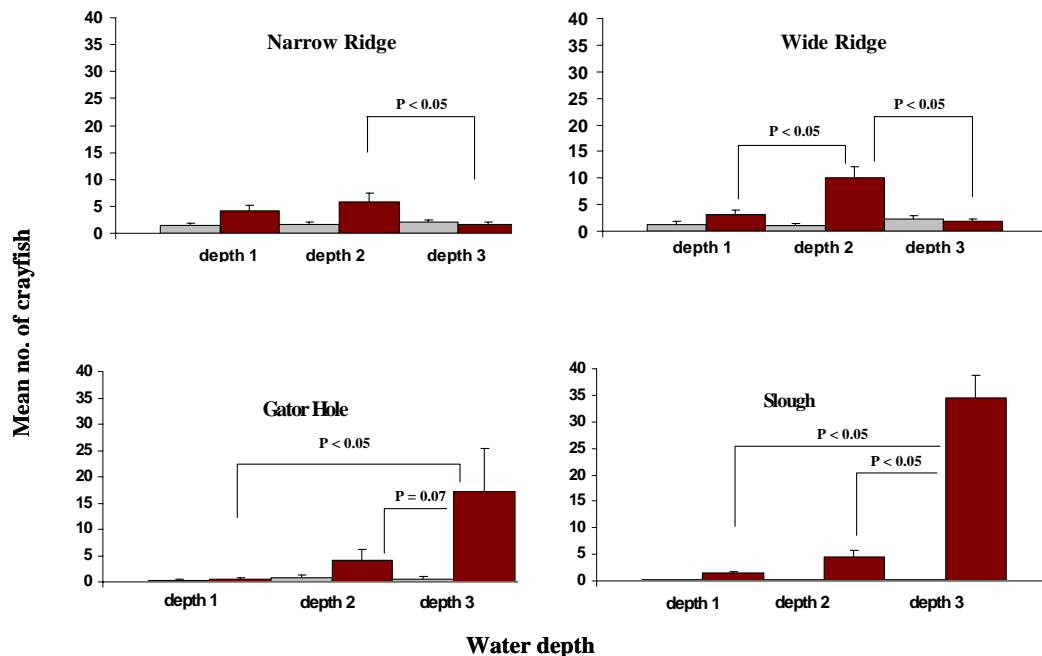 Mean no. of crayfish
Narrow Ridge
40
35
30
25
20
15
10
5
0
P < 0.05
depth 1 depth 2 depth 3
Wide Ridge
40
35
30
25
20
15
10
5
0
P < 0.05
P < 0.05
depth 1 depth 2 depth 3
Gator Hole
40
35
30
25
20
15
10
5
0
P < 0.05
P = 0.07
depth 1 depth 2 depth 3
Slough
40
35
30
25
20
15
10
5
0
P < 0.05
P < 0.05
depth 1 depth 2 depth 3
Water depth